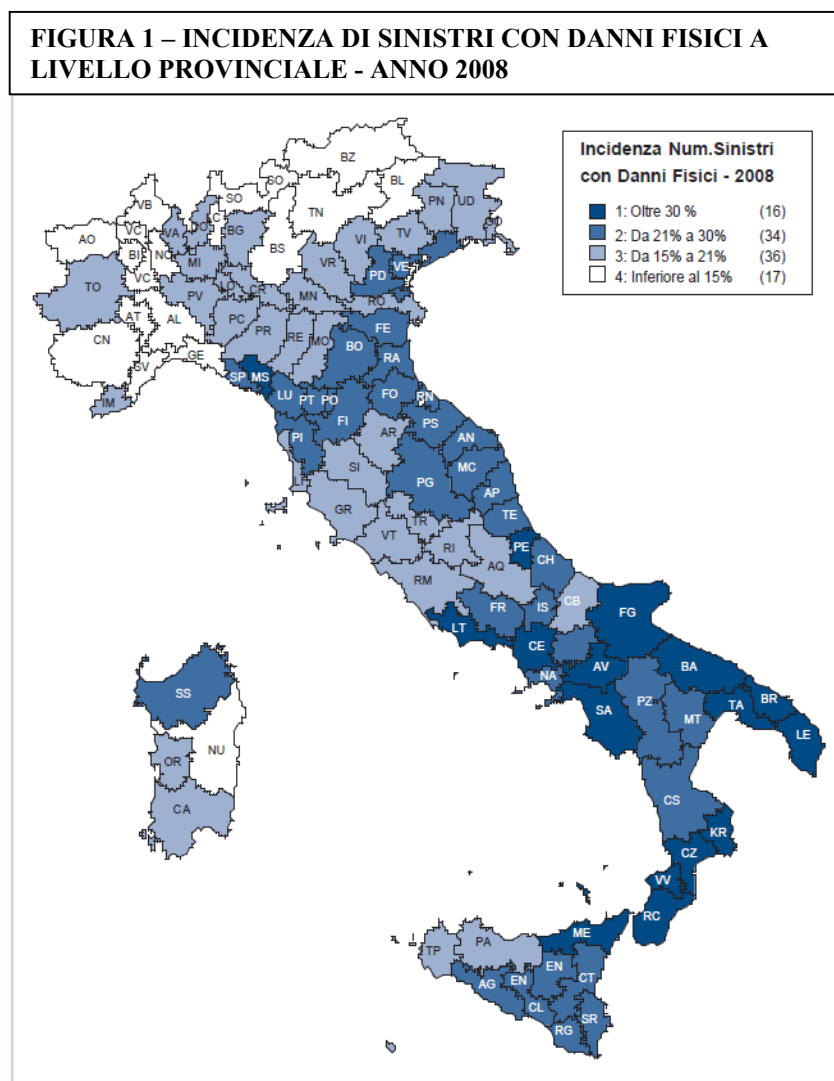 FIGURA 1 – INCIDENZA DI SINISTRI CON DANNI FISICI A
LIVELLO PROVINCIALE - ANNO 2008
Incidenza Num.Sinistri
con Danni Fisici - 2008
1: Oltre 30 % (16)
2: Da 21% a 30% (34)
3: Da 15% a 21% (36)
4: Inferiore al 15% (17)
BZ
SO
BL
VB
SO
TN
PN
UD
AO
VC
VA
BG
BI
BS
VI
TV
MI
VR
VC
PD
VE
TO
PV
CR
MN
RO
AT
AL
PC
PR
RE
MO
FE
CN
GE
BO
RA
SV
SP
MS
IM
LU
PT
PO
FO
RN
FI
PS
PI
AR
AN
SI
MC
PG
AP
GR
TE
TR
VT
RI
PE
AQ
CH
RM
FR
IS
CB
FG
LT
CE
AV
BA
NA
SS
SA
PZ
MT
TA
BR
LE
NU
OR
CA
CS
KR
CZ
VV
RC
ME
TP
PA
EN
CT
AG
EN
CL
SR
RG